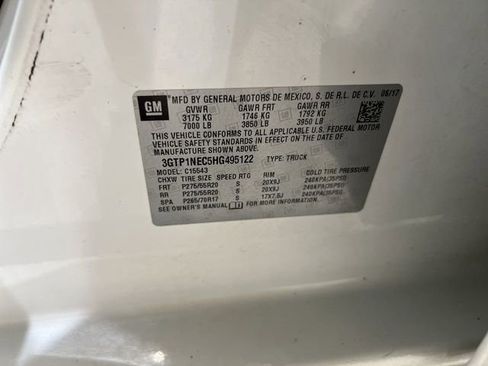 GM
MFD BY GENERAL MOTORS DE MEXICO, S. DE R.L. DE C.V. 05/17
GVWR GAWR FRT GAWR RR
3175 KG 1746 KG 1792 KG
7000 LB 3850 LB 3950 LB
THIS VEHICLE CONFORMS TO ALL APPLICABLE U.S. FEDERAL MOTOR
VEHICLE SAFETY STANDARDS IN EFFECT ON THE DATE OF
MANUFACTURE SHOWN ABOVE.
3GTP1NEC5HG495122 TYPE: TRUCK
MODEL: C15543
CHXW TIRE SIZE SPEED RTG RIM COLD TIRE PRESSURE
FRT P275/55R20 S 20X9J 240KPA(35PSI)
RR P275/55R20 S 20X9J 240KPA(35PSI)
SPA P265/70R17 S 17X7.5J 240KPA(35PSI)
SEE OWNER'S MANUAL